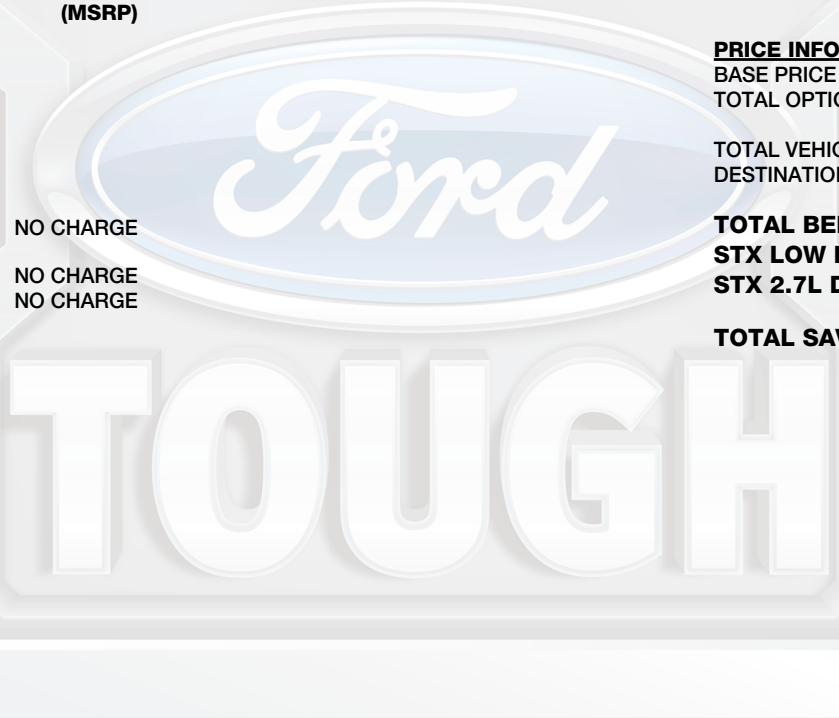 (MSRP)
NO CHARGE
NO CHARGE
NO CHARGE
PRICE INFO
BASE PRICE
TOTAL OPTIO
TOTAL VEHIC
DESTINATION
TOTAL BE
STX LOW
STX 2.7L D
TOTAL SAV
Ford
TOUGH